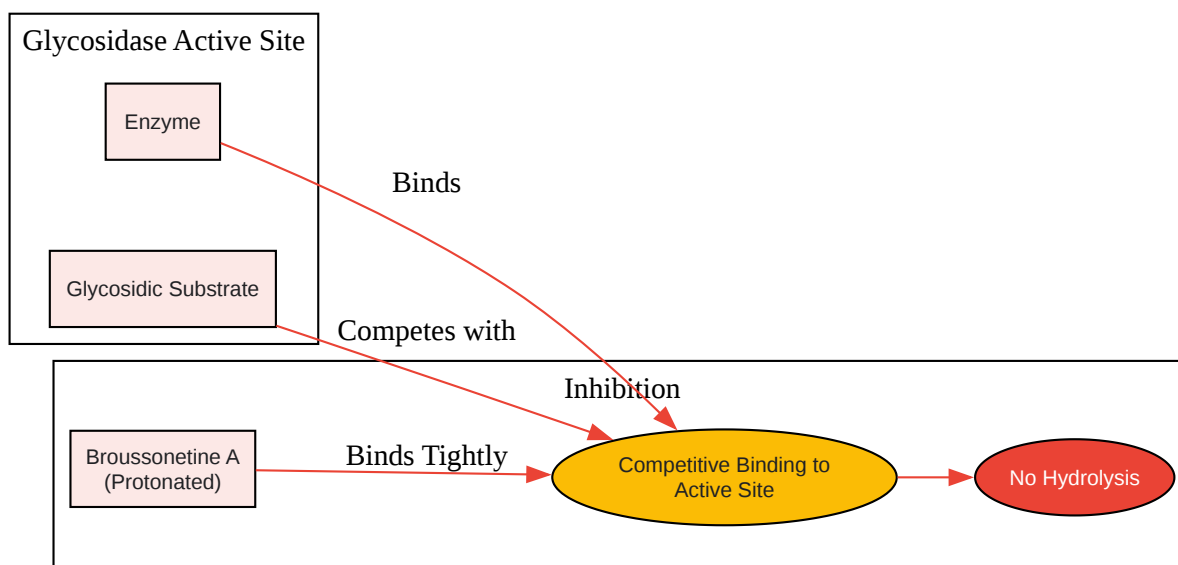 Glycosidase Active Site
Enzyme
Binds
Glycosidic Substrate
Competes with
Inhibition
Broussonetine A
(Protonated)
Binds Tightly
Competitive Binding to
Active Site
No Hydrolysis